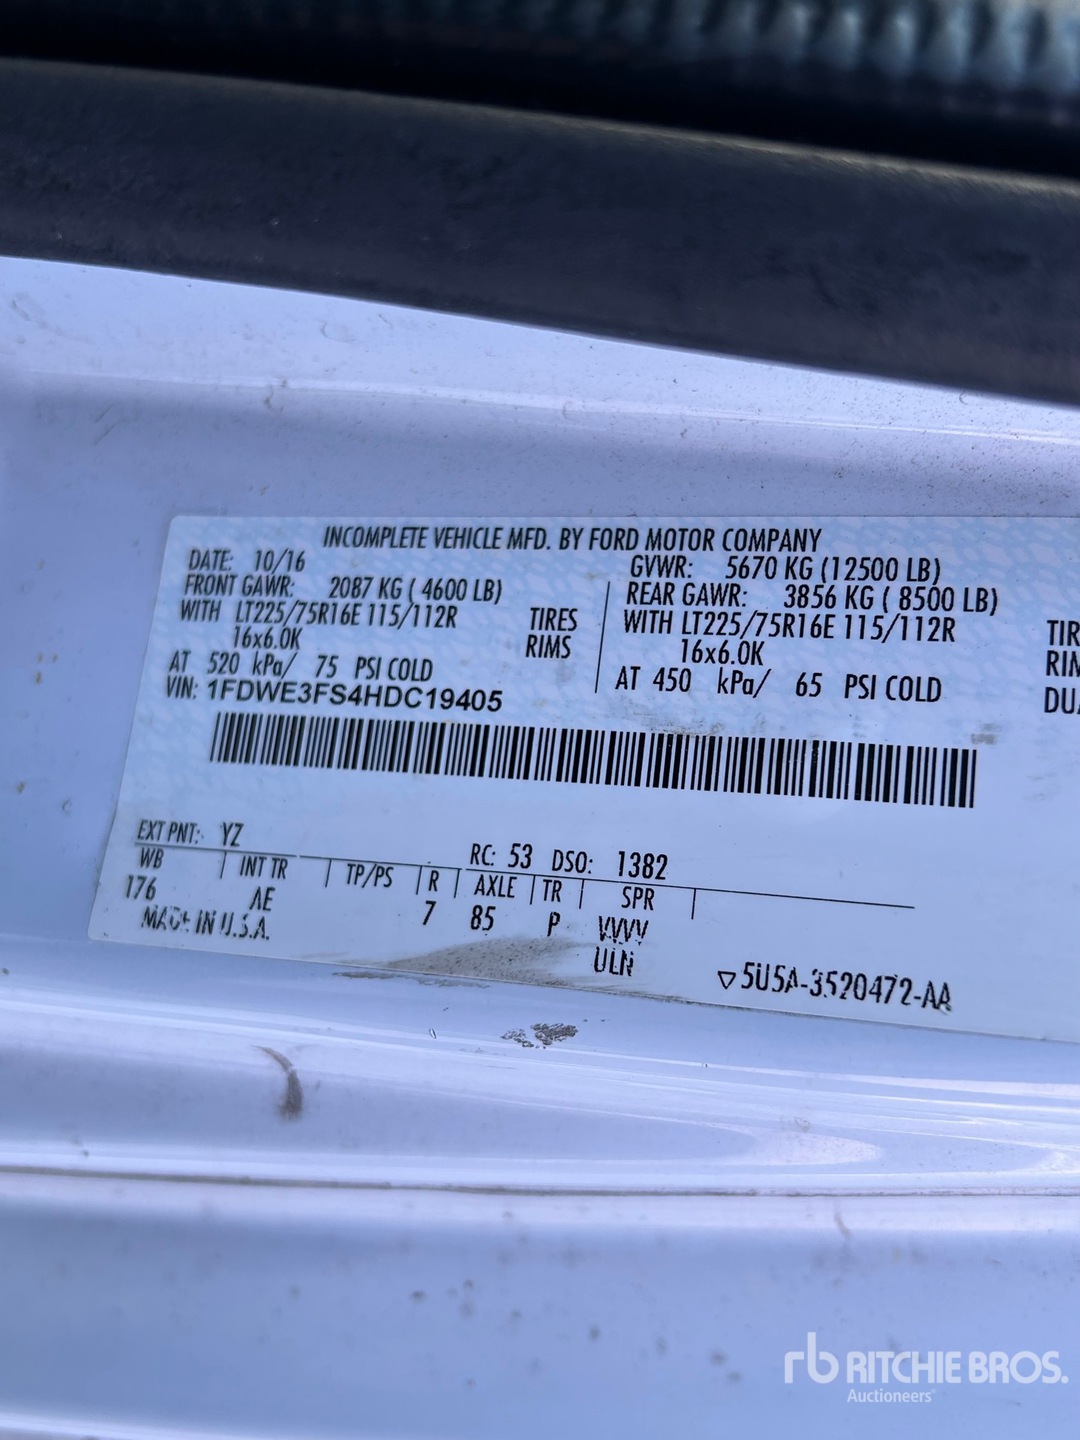 INCOMPLETE VEHICLE MFD. BY FORD MOTOR COMPANY
DATE: 10/16 GVWR: 5670 KG (12500 LB)
FRONT GAWR: 2087 KG ( 4600 LB) REAR GAWR: 3856 KG ( 8500 LB)
WITH LT225/75R16E 115/112R TIRES WITH LT225/75R16E 115/112R
16x6.0K RIMS 16x6.0K
AT 520 kPa/ 75 PSI COLD AT 450 kPa/ 65 PSI COLD
VIN: 1FDWE3FS4HDC19405
EXT PNT: YZ RC: 53 DSO: 1382
WB INT TR TP/PS R AXLE TR SPR
176 AE 7 85 P VVVV
MADE IN U.S.A. ULN
5U5A-3520472-AA
rb RITCHIE BROS.
Auctioneers